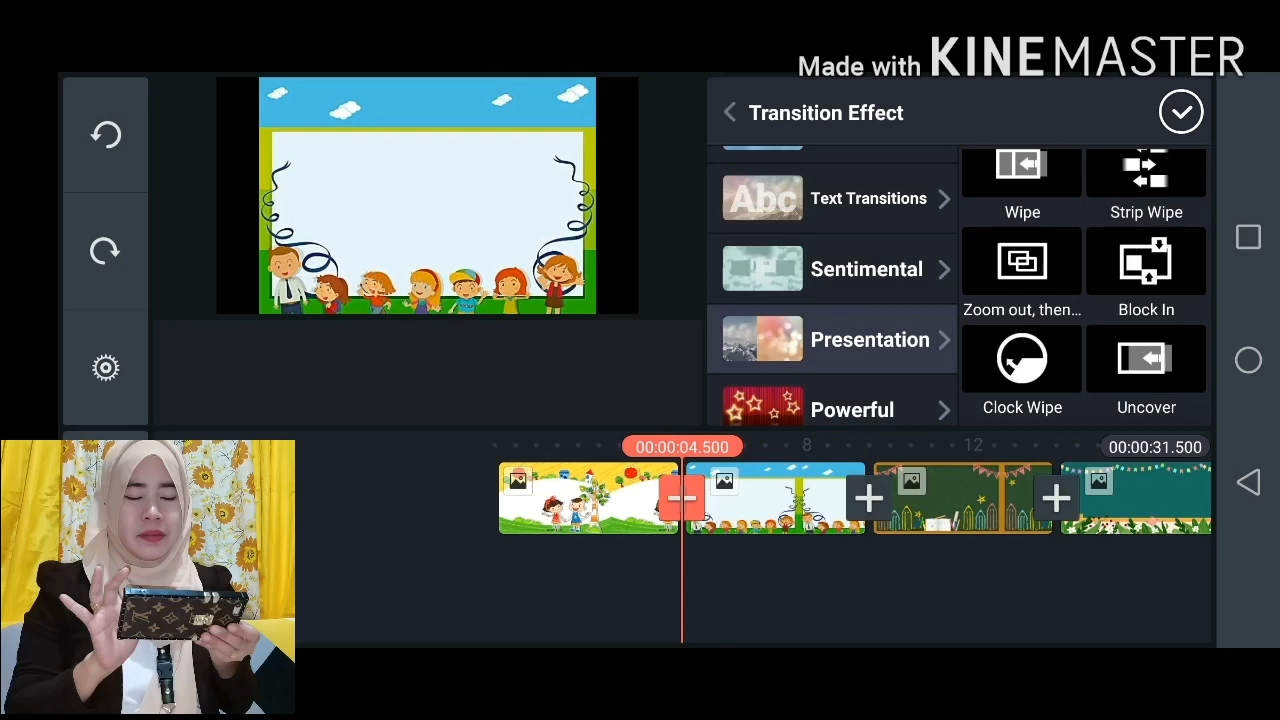 Made with KINEMASTER
Transition Effect
Abc
Text Transitions
Sentimental
Presentation
Powerful
Wipe
Strip Wipe
Zoom out, then...
Block In
Clock Wipe
Uncover
00:00:04.500
8
12
00:00:31.500